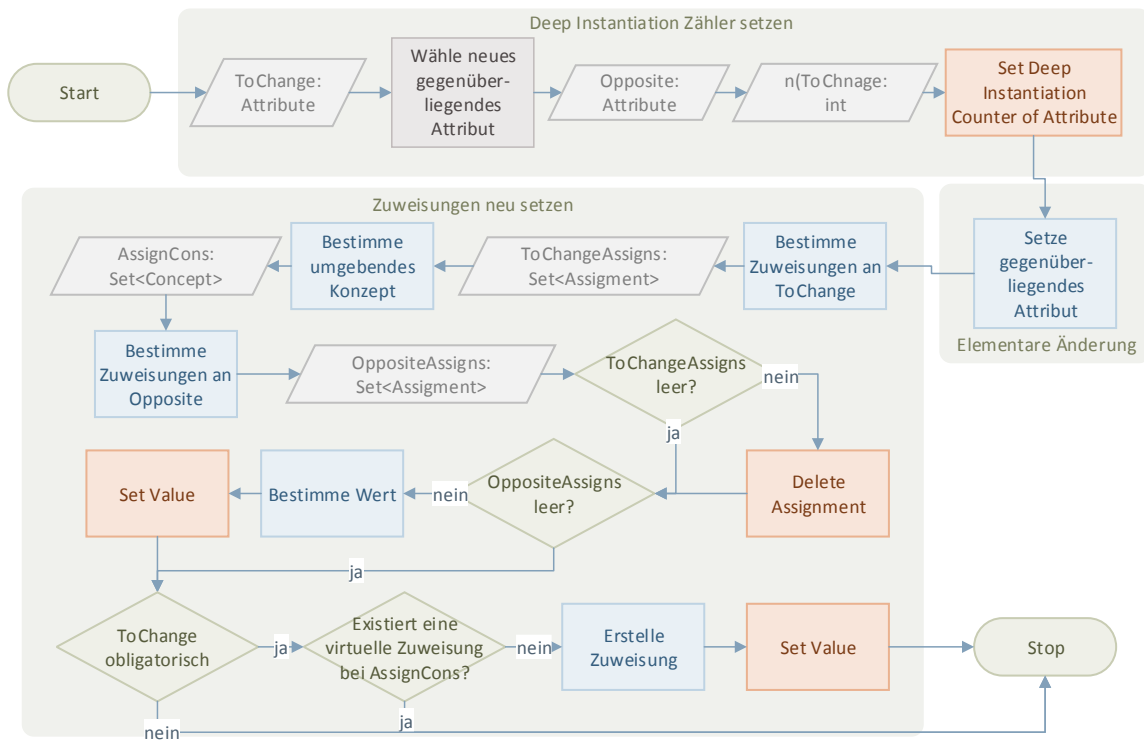 Deep Instantiation Zähler setzen
Start
ToChange:
Attribute
Wähle neues
gegenüber-
liegendes
Attribut
Opposite:
Attribute
n(ToChnage:
int
Set Deep
Instantiation
Counter of Attribute
Zuweisungen neu setzen
AssignCons:
Set<Concept>
Bestimme
umgebendes
Konzept
ToChangeAssigns:
Set<Assigment>
Bestimme
Zuweisungen an
ToChange
Setze
gegenüber-
liegendes
Attribut
Elementare Änderung
Bestimme
Zuweisungen an
Opposite
OppositeAssigns:
Set<Assigment>
ToChangeAssigns
leer?
nein
ja
Set Value
Bestimme Wert
nein
OppositeAssigns
leer?
Delete
Assignment
ja
ToChange
obligatorisch
ja
Existiert eine
virtuelle Zuweisung
bei AssignCons?
nein
Erstelle
Zuweisung
Set Value
Stop
nein
ja